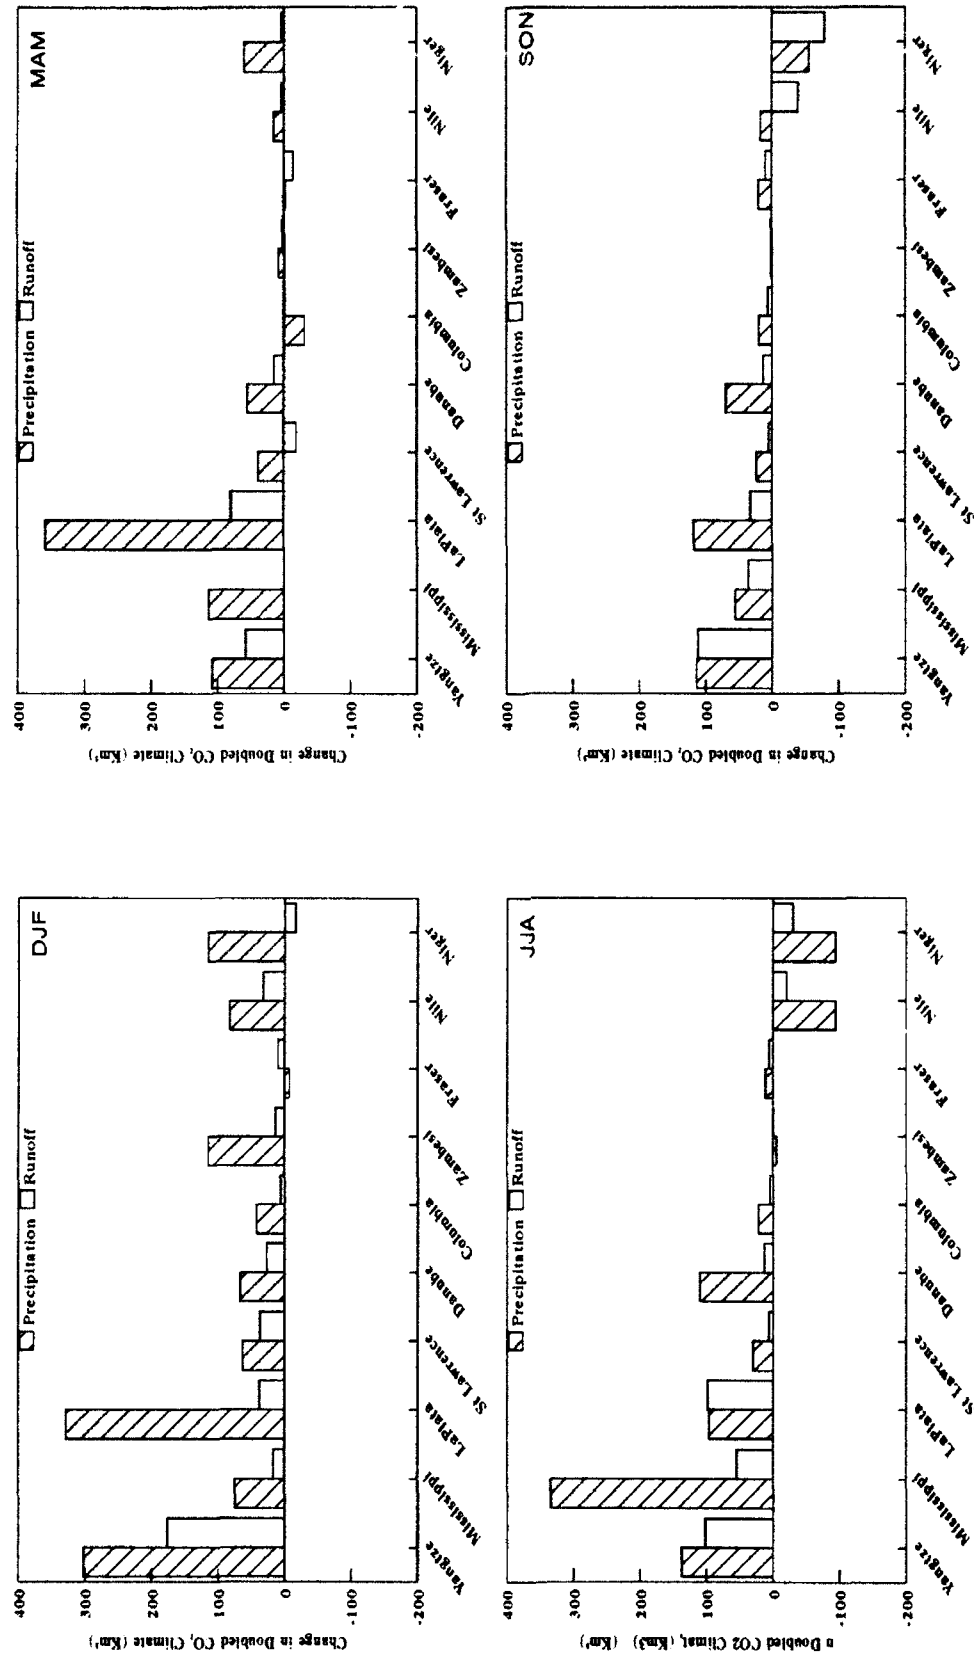 DJF
Precipitation Runoff
Change in Doubled CO₂ Climate (Km³)
400
300
200
100
0
-100
-200
Yangtze
Mississippi
LaPlata
St Lawrence
Danube
Columbia
Zambesi
Fraser
Nile
Niger
MAM
Precipitation Runoff
Change in Doubled CO₂ Climate (Km³)
400
300
200
100
0
-100
-200
Yangtze
Mississippi
LaPlata
St Lawrence
Danube
Columbia
Zambesi
Fraser
Nile
Niger
JJA
Precipitation Runoff
n Doubled CO2 Climat, (Km3) (Km³)
400
300
200
100
0
-100
-200
Yangtze
Mississippi
LaPlata
St Lawrence
Danube
Columbia
Zambesi
Fraser
Nile
Niger
SON
Precipitation Runoff
Change in Doubled CO₂ Climate (Km³)
400
300
200
100
0
-100
-200
Yangtze
Mississippi
LaPlata
St Lawrence
Danube
Columbia
Zambesi
Fraser
Nile
Niger